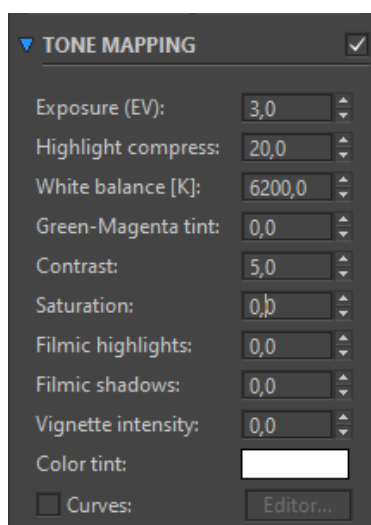 TONE MAPPING
Exposure (EV): 3,0
Highlight compress: 20,0
White balance [K]: 6200,0
Green-Magenta tint: 0,0
Contrast: 5,0
Saturation: 0,0
Filmic highlights: 0,0
Filmic shadows: 0,0
Vignette intensity: 0,0
Color tint:
Curves: Editor...